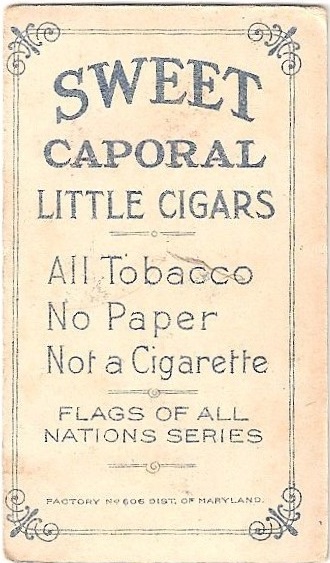 SWEET
CAPORAL
LITTLE CIGARS
All Tobacco
No Paper
Not a Cigarette
FLAGS OF ALL
NATIONS SERIES
FACTORY No 606 DIST. OF MARYLAND.